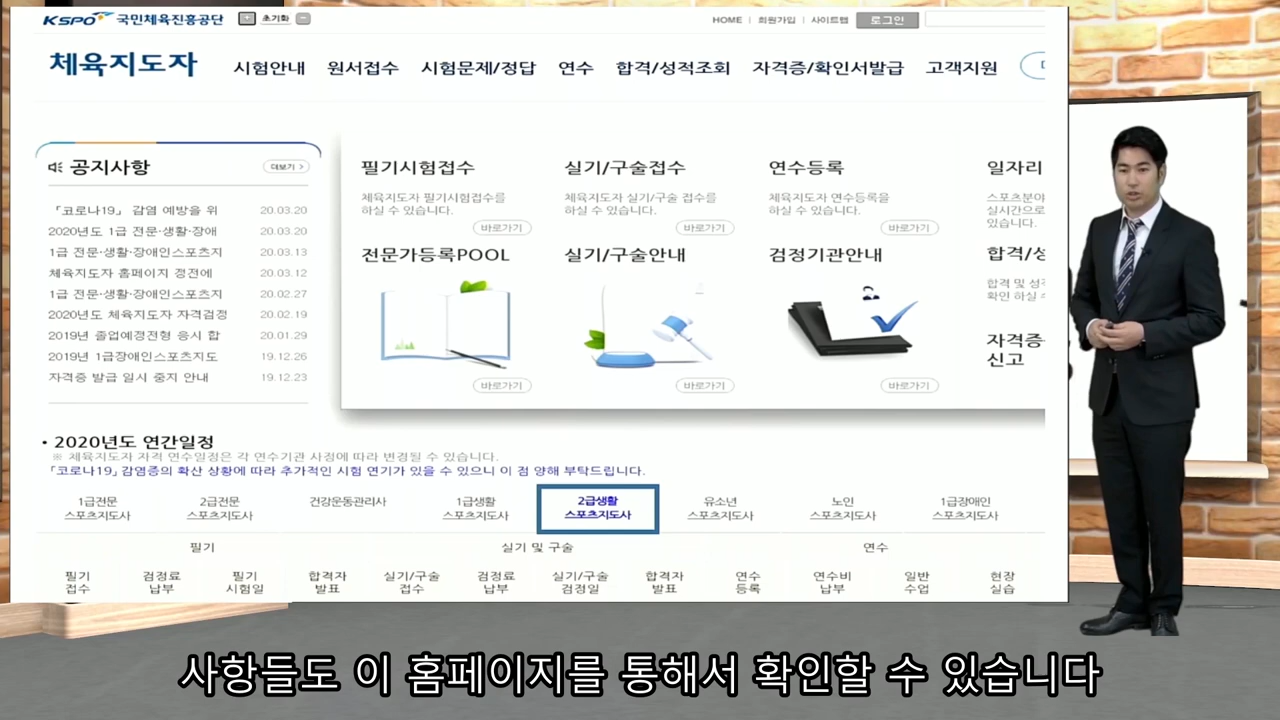 KSPO 국민체육진흥공단 + 초기화 -
HOME | 회원가입 | 사이트맵 로그인
체육지도자 시험안내 원서접수 시험문제/정답 연수 합격/성적조회 자격증/확인서발급 고객지원
공지사항 더보기 >
「코로나19」 감염 예방을 위 20.03.20
2020년도 1급 전문·생활·장애 20.03.20
1급 전문·생활·장애인스포츠지 20.03.13
체육지도자 홈페이지 정전에 20.03.12
1급 전문·생활·장애인스포츠지 20.02.27
2020년도 체육지도자 자격검정 20.02.19
2019년 졸업예정전형 응시 합 20.01.29
2019년 1급장애인스포츠지도 19.12.26
자격증 발급 일시 중지 안내 19.12.23
필기시험접수
체육지도자 필기시험접수를
하실 수 있습니다.
바로가기
실기/구술접수
체육지도자 실기/구술 접수를
하실 수 있습니다.
바로가기
연수등록
체육지도자 연수등록을
하실 수 있습니다.
바로가기
일자리
스포츠분야
실시간으로
있습니다.
전문가등록POOL
바로가기
실기/구술안내
바로가기
검정기관안내
바로가기
합격/성
합격 및 성적
확인 하실 수
자격증
신고
• 2020년도 연간일정
※ 체육지도자 자격 연수일정은 각 연수기관 사정에 따라 변경될 수 있습니다.
「코로나19」 감염증의 확산 상황에 따라 추가적인 시험 연기가 있을 수 있으니 이 점 양해 부탁드립니다.
1급전문 2급전문 건강운동관리사 1급생활 2급생활 유소년 노인 1급장애인
스포츠지도사 스포츠지도사 스포츠지도사 스포츠지도사 스포츠지도사 스포츠지도사 스포츠지도사
필기 실기 및 구술 연수
필기 검정료 필기 합격자 실기/구술 검정료 실기/구술 합격자 연수 연수비 일반 현장
접수 납부 시험일 발표 접수 납부 검정일 발표 등록 납부 수업 실습
사항들도 이 홈페이지를 통해서 확인할 수 있습니다